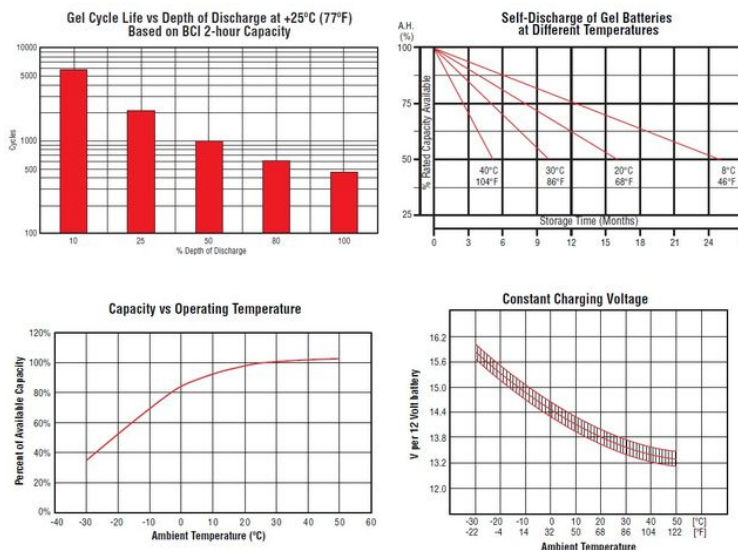 Gel Cycle Life vs Depth of Discharge at +25ºC (77ºF)
Based on BCI 2-hour Capacity
10000
5000
1000
500
100
Cycles
10 25 50 80 100
% Depth of Discharge
Self-Discharge of Gel Batteries
at Different Temperatures
A.H.
(%)
100
75
50
25
% Rated Capacity Available
40°C 30°C 20°C 8°C
104°F 86°F 68°F 46°F
Storage Time (Months)
0 3 6 9 12 15 18 21 24
Capacity vs Operating Temperature
120%
100%
80%
60%
40%
20%
0%
Percent of Available Capacity
-40 -30 -20 -10 0 10 20 30 40 50 60
Ambient Temperature (ºC)
Constant Charging Voltage
16.2
15.6
15.0
14.4
13.8
13.2
12.0
V per 12 Volt battery
-30 -20 -10 0 10 20 30 40 50 [°C]
-22 -4 14 32 50 68 86 104 122 [°F]
Ambient Temperature